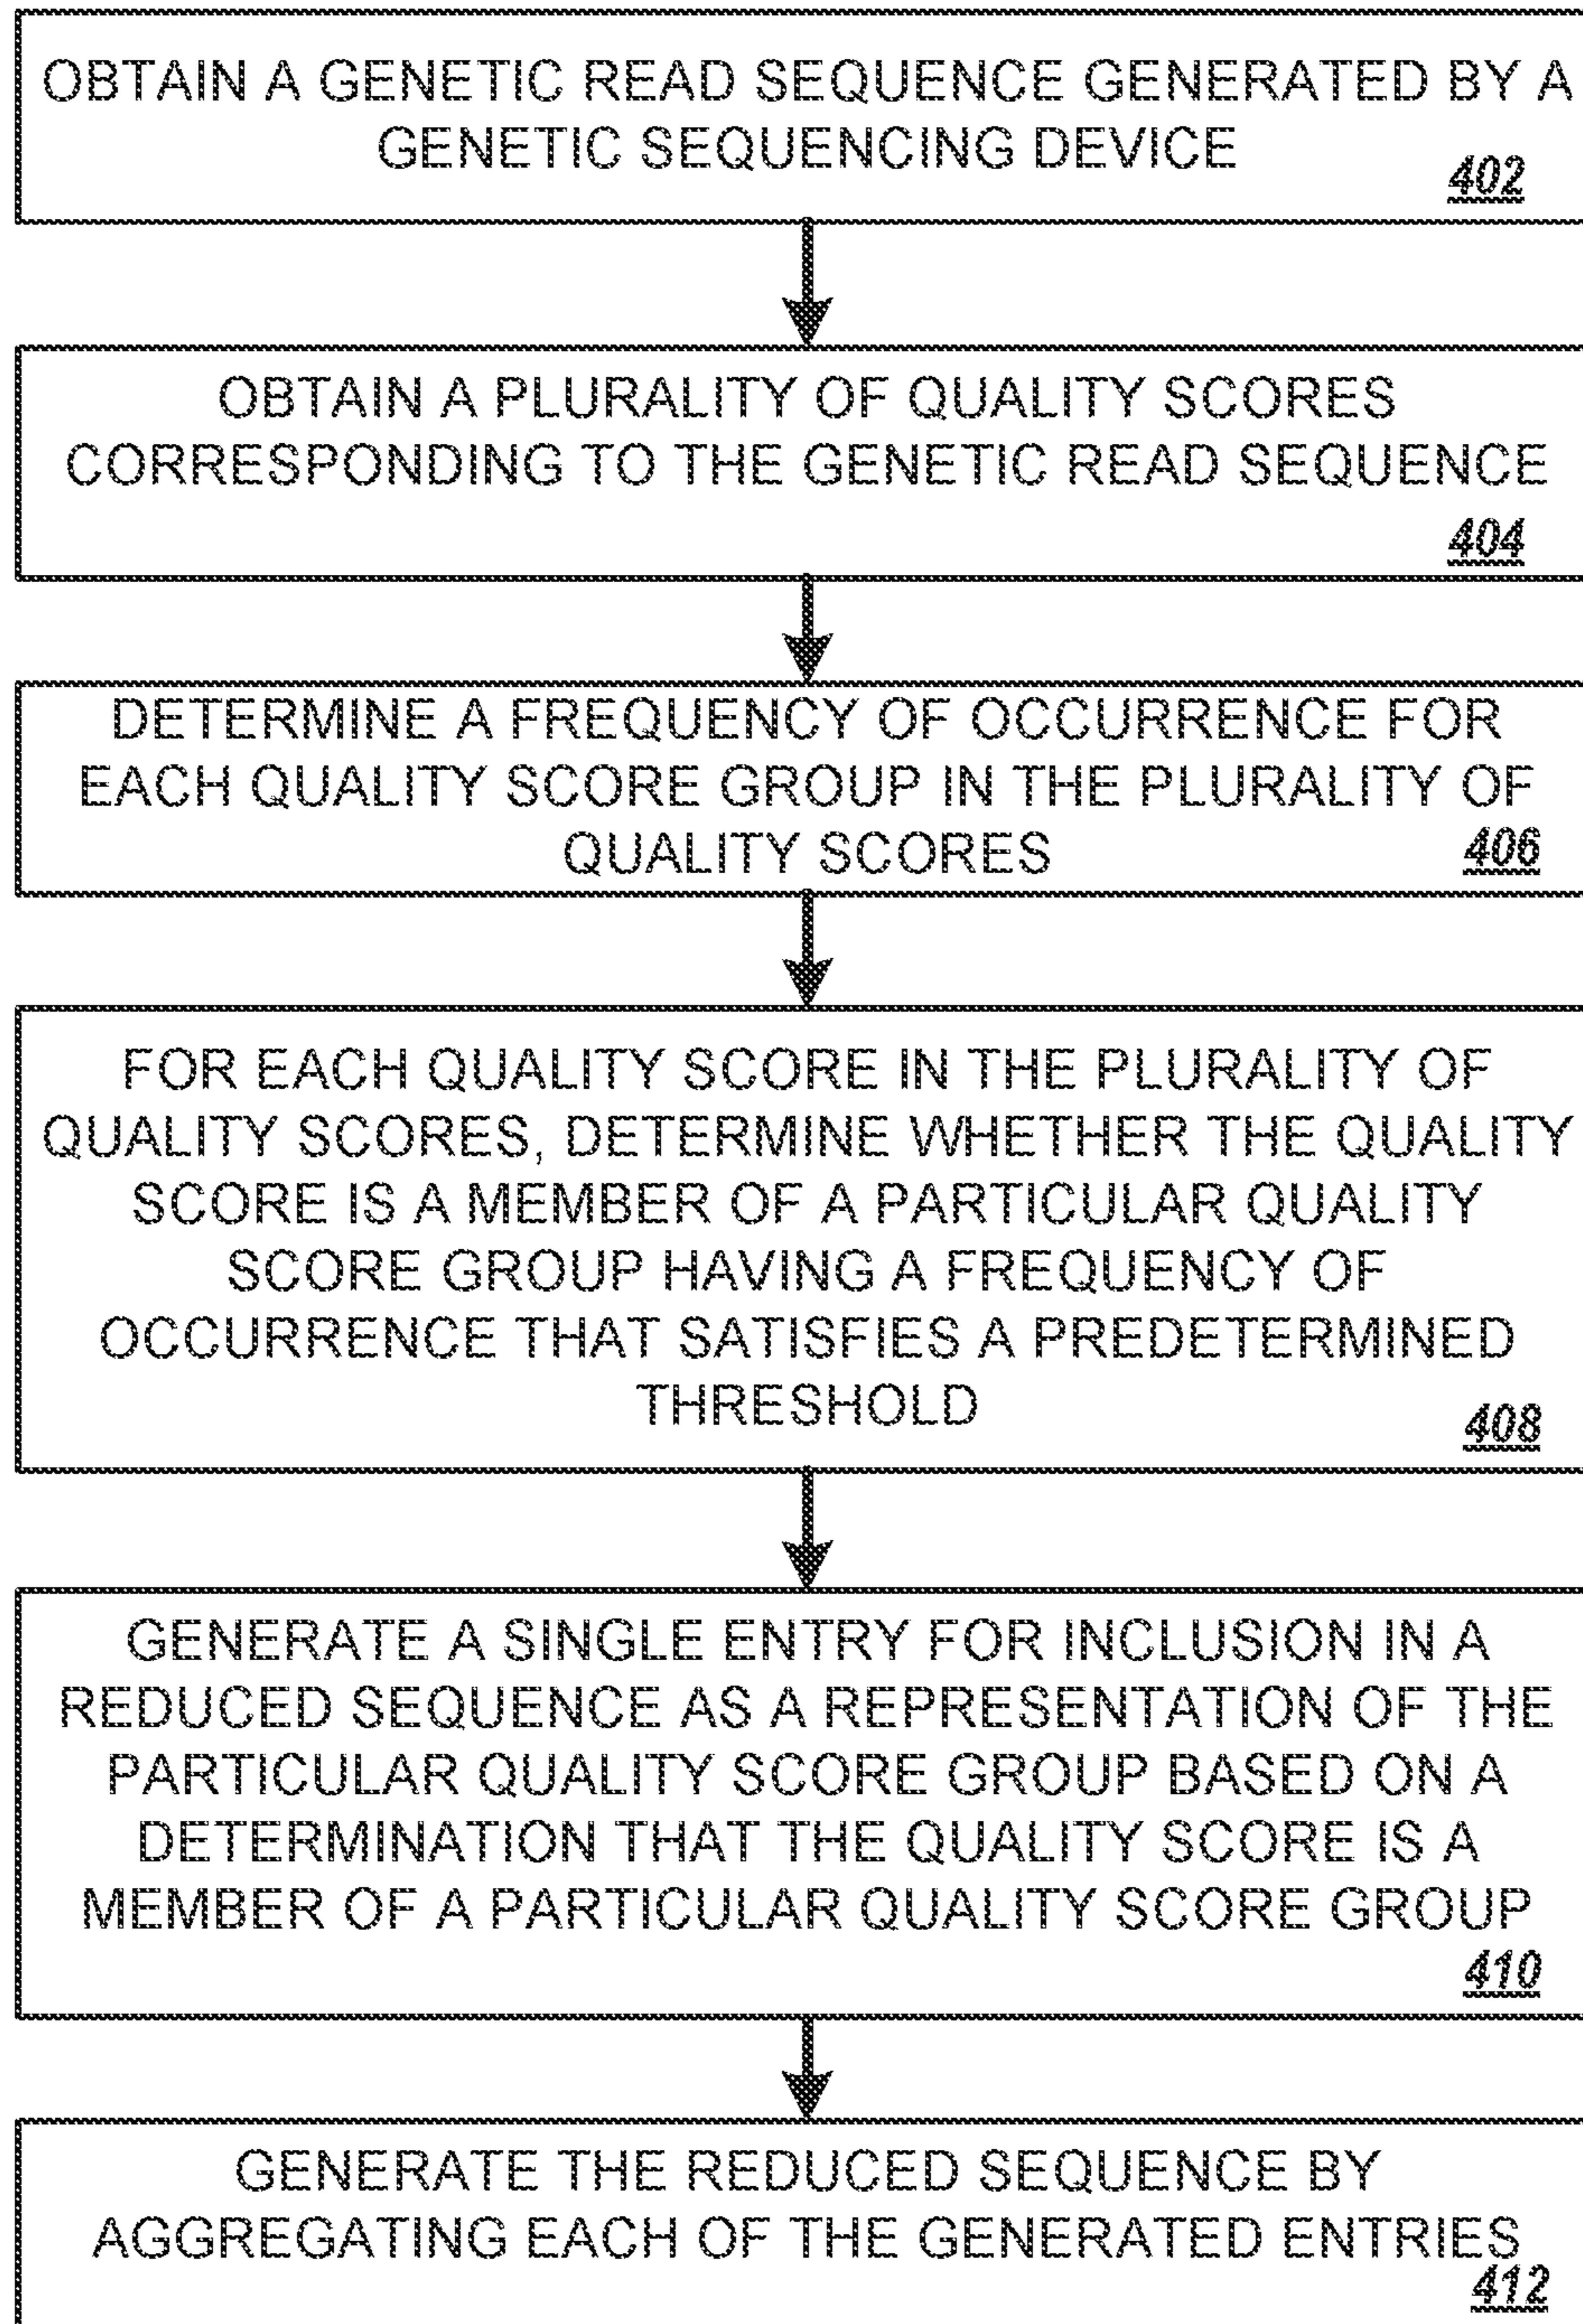 OBTAIN A GENETIC READ SEQUENCE GENERATED BY A
GENETIC SEQUENCING DEVICE
402
OBTAIN A PLURALITY OF QUALITY SCORES
CORRESPONDING TO THE GENETIC READ SEQUENCE
404
DETERMINE A FREQUENCY OF OCCURRENCE FOR
EACH QUALITY SCORE GROUP IN THE PLURALITY OF
QUALITY SCORES
406
FOR EACH QUALITY SCORE IN THE PLURALITY OF
QUALITY SCORES, DETERMINE WHETHER THE QUALITY
SCORE IS A MEMBER OF A PARTICULAR QUALITY
SCORE GROUP HAVING A FREQUENCY OF
OCCURRENCE THAT SATISFIES A PREDETERMINED
THRESHOLD
408
GENERATE A SINGLE ENTRY FOR INCLUSION IN A
REDUCED SEQUENCE AS A REPRESENTATION OF THE
PARTICULAR QUALITY SCORE GROUP BASED ON A
DETERMINATION THAT THE QUALITY SCORE IS A
MEMBER OF A PARTICULAR QUALITY SCORE GROUP
410
GENERATE THE REDUCED SEQUENCE BY
AGGREGATING EACH OF THE GENERATED ENTRIES
412